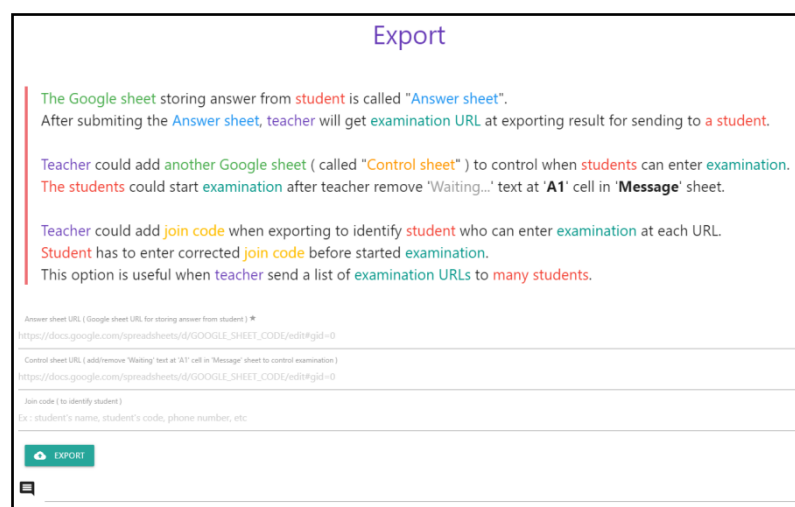 Export
The Google sheet storing answer from student is called "Answer sheet".
After submiting the Answer sheet, teacher will get examination URL at exporting result for sending to a student.
Teacher could add another Google sheet ( called "Control sheet" ) to control when students can enter examination.
The students could start examination after teacher remove 'Waiting...' text at 'A1' cell in 'Message' sheet.
Teacher could add join code when exporting to identify student who can enter examination at each URL.
Student has to enter corrected join code before started examination.
This option is useful when teacher send a list of examination URLs to many students.
Answer sheet URL ( Google sheet URL for storing answer from student ) *
https://docs.google.com/spreadsheets/d/GOOGLE_SHEET_CODE/edit#gid=0
Control sheet URL ( add/remove 'Waiting' text at 'A1' cell in 'Message' sheet to control examination )
https://docs.google.com/spreadsheets/d/GOOGLE_SHEET_CODE/edit#gid=0
Join code ( to identify student )
Ex : student's name, student's code, phone number, etc
EXPORT